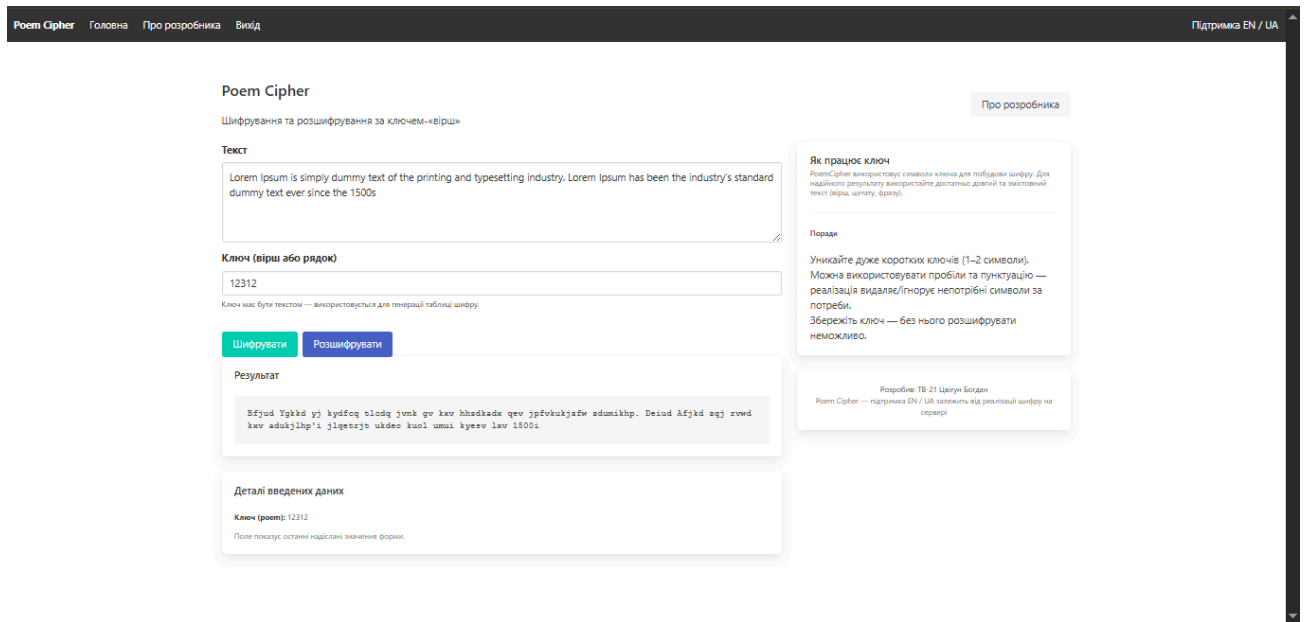 Poem Cipher Головна Про розробника Вихід Підтримка EN / UA
Poem Cipher
Шифрування та розшифрування за ключем-«вірш»
Про розробника
Текст
Lorem Ipsum is simply dummy text of the printing and typesetting industry. Lorem Ipsum has been the industry's standard
dummy text ever since the 1500s
Ключ (вірш або рядок)
12312
Ключ має бути текстом — використовується для генерації таблиці шифру.
Шифрувати Розшифрувати
Результат
Bfjud Ygkkd yj kydfcq tlcdq jvnk gv kxv hhsdkadx qev jpfvkukjsfw sdumikhp. Deiud Afjkd sqj rvwd
kxv adukjlhp'i jlqetrjt ukdeo kuol umui kyesv lxv 1500i
Деталі введених даних
Ключ (poem): 12312
Поле показує останні надіслані значення форми.
Як працює ключ
PoemCipher використовує символи ключа для побудови шифру. Для
надійного результату використайте достатньо довгий та змістовний
текст (вірш, цитату, фразу).
Поради
Уникайте дуже коротких ключів (1–2 символи).
Можна використовувати пробіли та пунктуацію —
реалізація видаляє/ігнорує непотрібні символи за
потреби.
Збережіть ключ — без нього розшифрувати
неможливо.
Розробив: ТВ-21 Цвігун Богдан
Poem Cipher — підтримка EN / UA залежить від реалізації шифру на
сервері